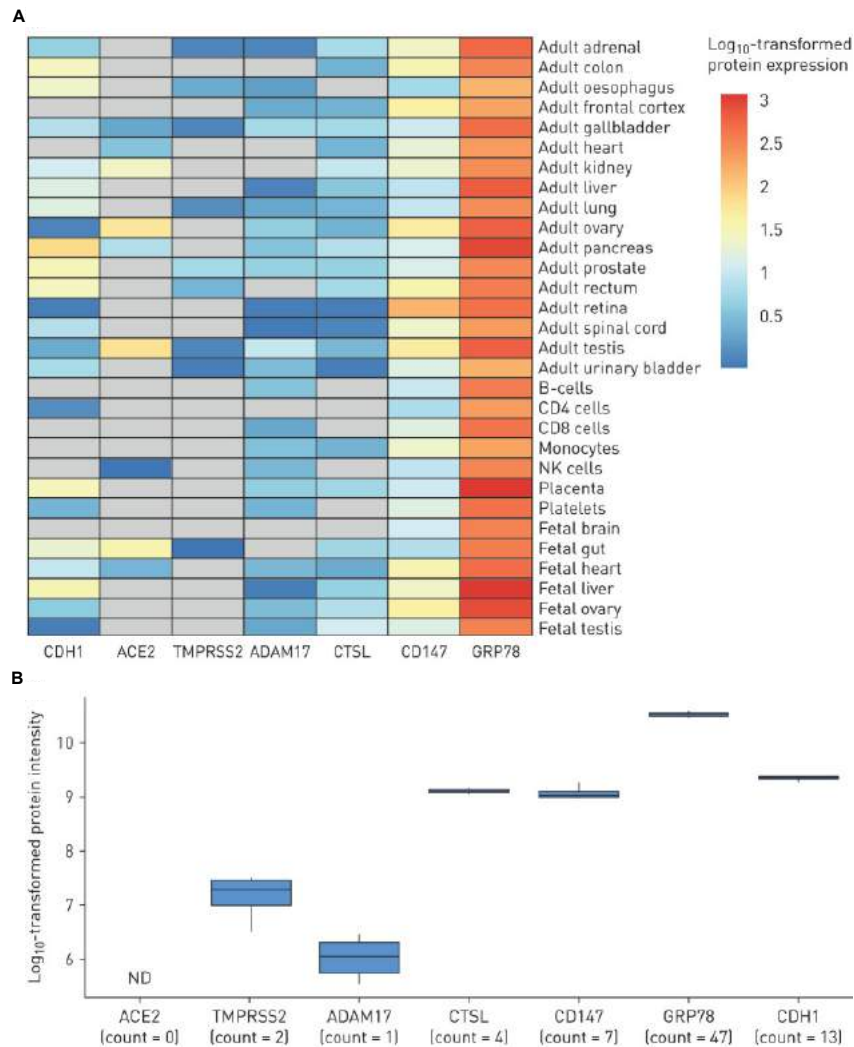 A
Log10-transformed
protein expression
3
2.5
2
1.5
1
0.5
Adult adrenal
Adult colon
Adult oesophagus
Adult frontal cortex
Adult gallbladder
Adult heart
Adult kidney
Adult liver
Adult lung
Adult ovary
Adult pancreas
Adult prostate
Adult rectum
Adult retina
Adult spinal cord
Adult testis
Adult urinary bladder
B-cells
CD4 cells
CD8 cells
Monocytes
NK cells
Placenta
Platelets
Fetal brain
Fetal gut
Fetal heart
Fetal liver
Fetal ovary
Fetal testis
CDH1 ACE2 TMPRSS2 ADAM17 CTSL CD147 GRP78
B
Log10-transformed protein intensity
10
9
8
7
6
ND
ACE2 TMPRSS2 ADAM17 CTSL CD147 GRP78 CDH1
(count = 0) (count = 2) (count = 1) (count = 4) (count = 7) (count = 47) (count = 13)